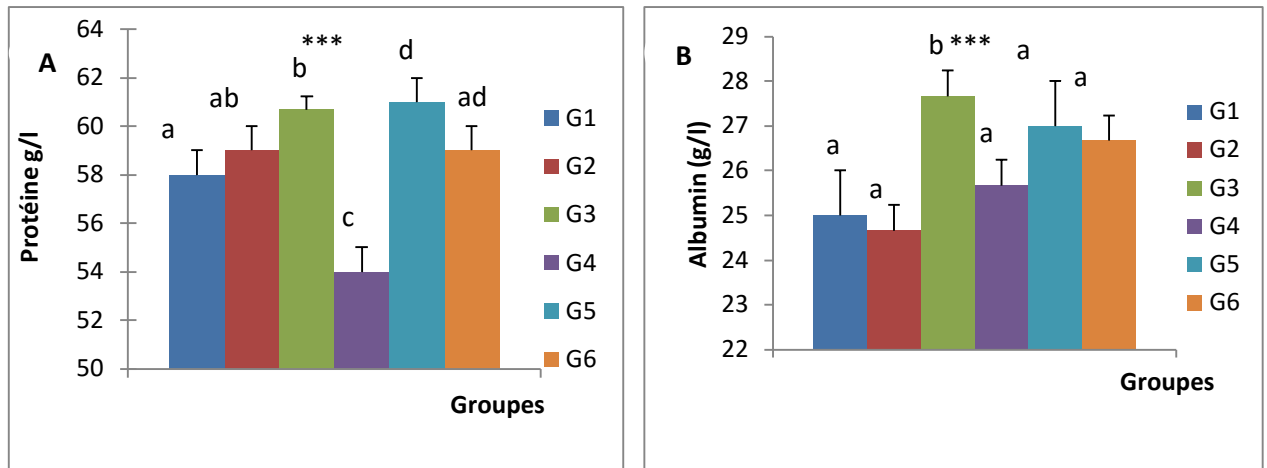 A
Protéine g/l
64
62
60
58
56
54
52
50
a
ab
***
b
c
d
ad
G1
G2
G3
G4
G5
G6
Groupes
B
Albumin (g/l)
29
28
27
26
25
24
23
22
a
a
b ***
a
a
a
G1
G2
G3
G4
G5
G6
Groupes